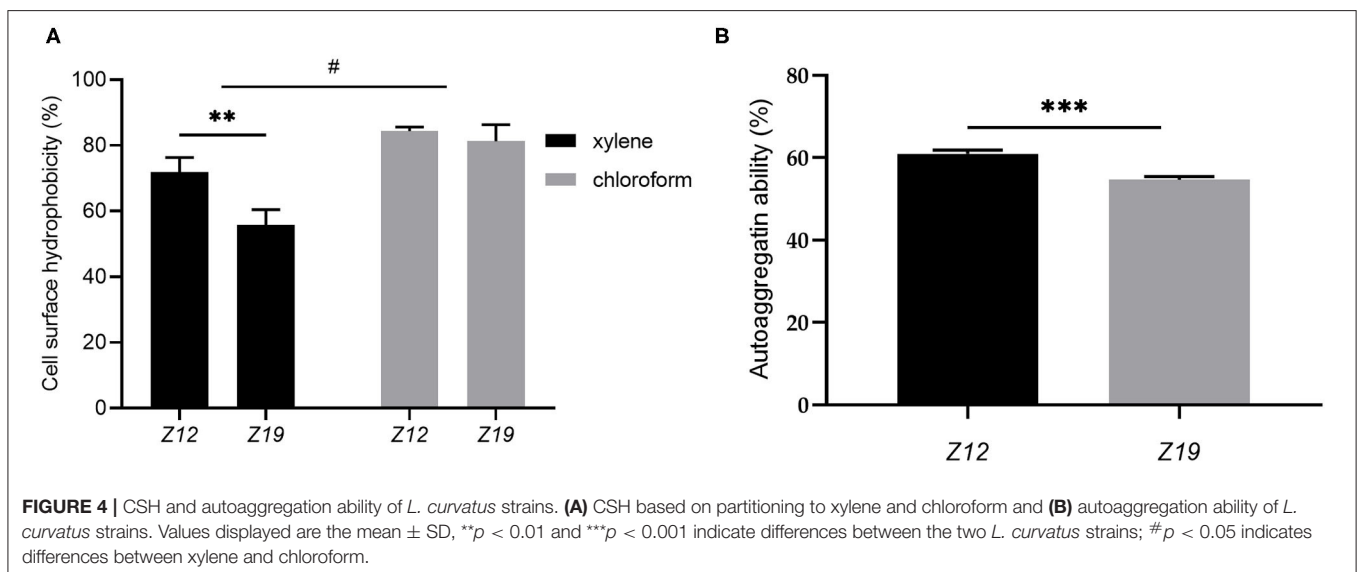 A
B
100
80
60
40
20
0
Cell surface hydrophobicity (%)
#
**
xylene
chloroform
Z12
Z19
Z12
Z19
80
60
40
20
0
Autoaggregatin ability (%)
***
Z12
Z19
FIGURE 4 | CSH and autoaggregation ability of L. curvatus strains. (A) CSH based on partitioning to xylene and chloroform and (B) autoaggregation ability of L.
curvatus strains. Values displayed are the mean ± SD, **p < 0.01 and ***p < 0.001 indicate differences between the two L. curvatus strains; #p < 0.05 indicates
differences between xylene and chloroform.